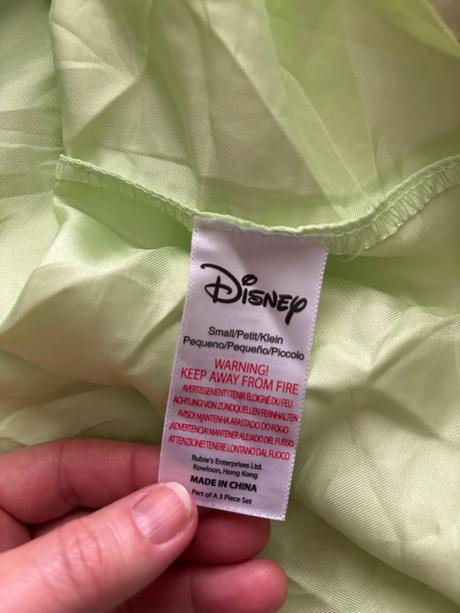 Disney
Small/Petit/Klein
Pequeno/Pequeño/Piccolo
WARNING!
KEEP AWAY FROM FIRE
AVERTISSEMENT! TENIR ÉLOIGNÉ DU FEU
ACHTUNG! VON ZÜNDQUELLEN FERNHALTEN
AVISO! MANTENHA AFASTADO DO FOGO
¡ADVERTENCIA! MANTENER ALEJADO DEL FUEGO
ATTENZIONE! TENERE LONTANO DAL FUOCO
Rubie's Enterprises Ltd.
Kowloon, Hong Kong
MADE IN CHINA
Part of A 3 Piece Set